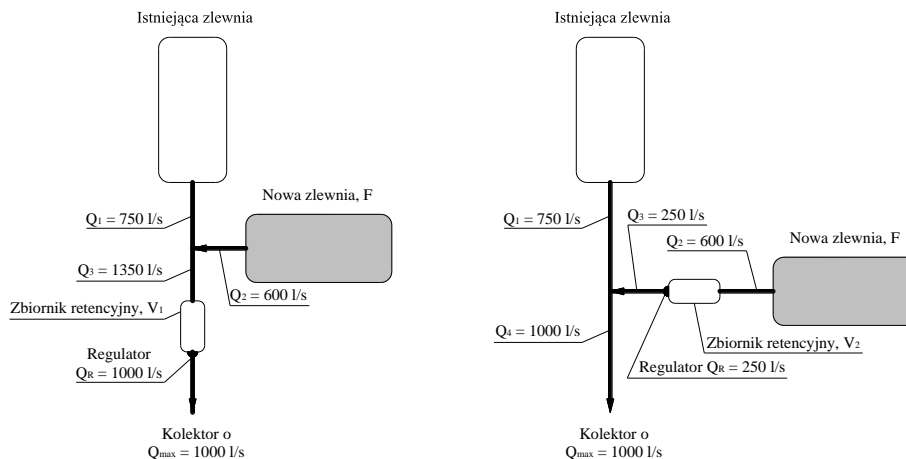 Istniejąca zlewnia
Nowa zlewnia, F
Q1 = 750 l/s
Q3 = 1350 l/s
Q2 = 600 l/s
Zbiornik retencyjny, V1
Regulator
QR = 1000 l/s
Kolektor o
Qmax = 1000 l/s
Istniejąca zlewnia
Q1 = 750 l/s
Q3 = 250 l/s
Q2 = 600 l/s
Nowa zlewnia, F
Q4 = 1000 l/s
Zbiornik retencyjny, V2
Regulator QR = 250 l/s
Kolektor o
Qmax = 1000 l/s